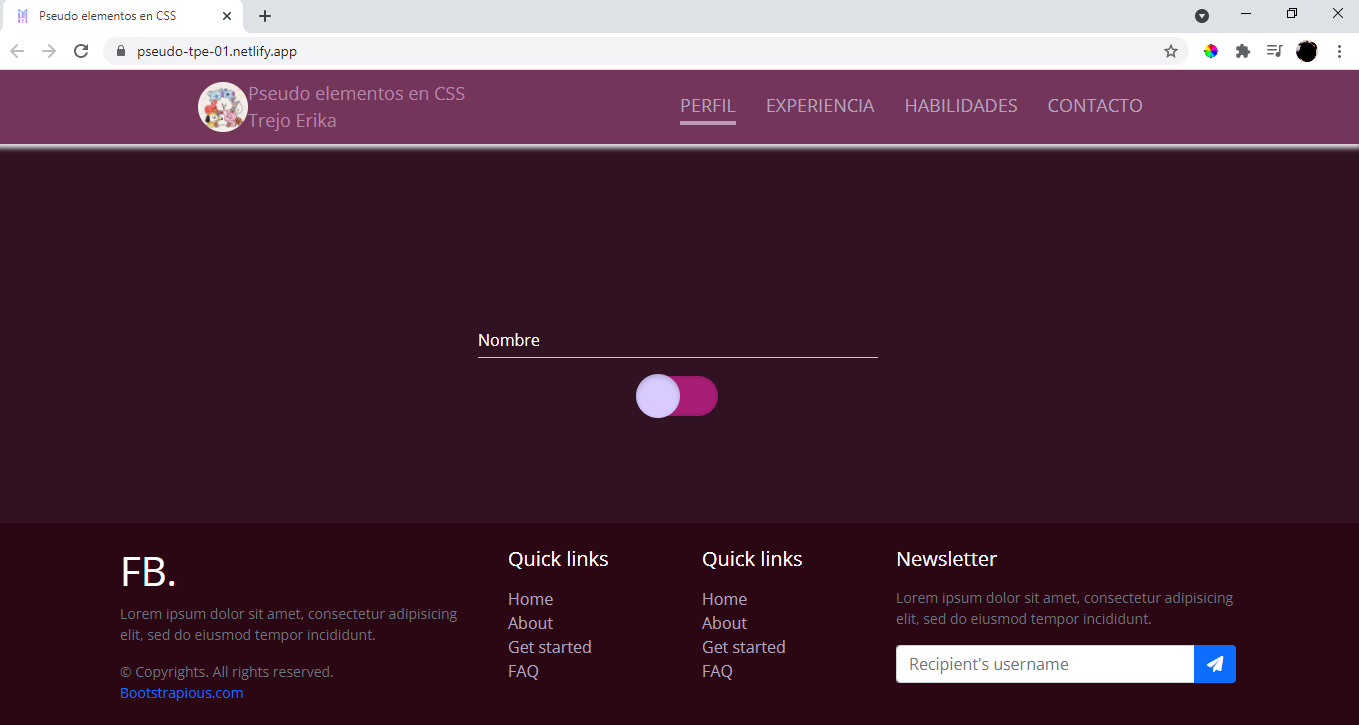 Pseudo elementos en CSS
pseudo-tpe-01.netlify.app
Pseudo elementos en CSS
Trejo Erika
PERFIL
EXPERIENCIA
HABILIDADES
CONTACTO
Nombre
FB.
Lorem ipsum dolor sit amet, consectetur adipisicing
elit, sed do eiusmod tempor incididunt.
© Copyrights. All rights reserved.
Bootstrapious.com
Quick links
Home
About
Get started
FAQ
Quick links
Home
About
Get started
FAQ
Newsletter
Lorem ipsum dolor sit amet, consectetur adipisicing
elit, sed do eiusmod tempor incididunt.
Recipient's username